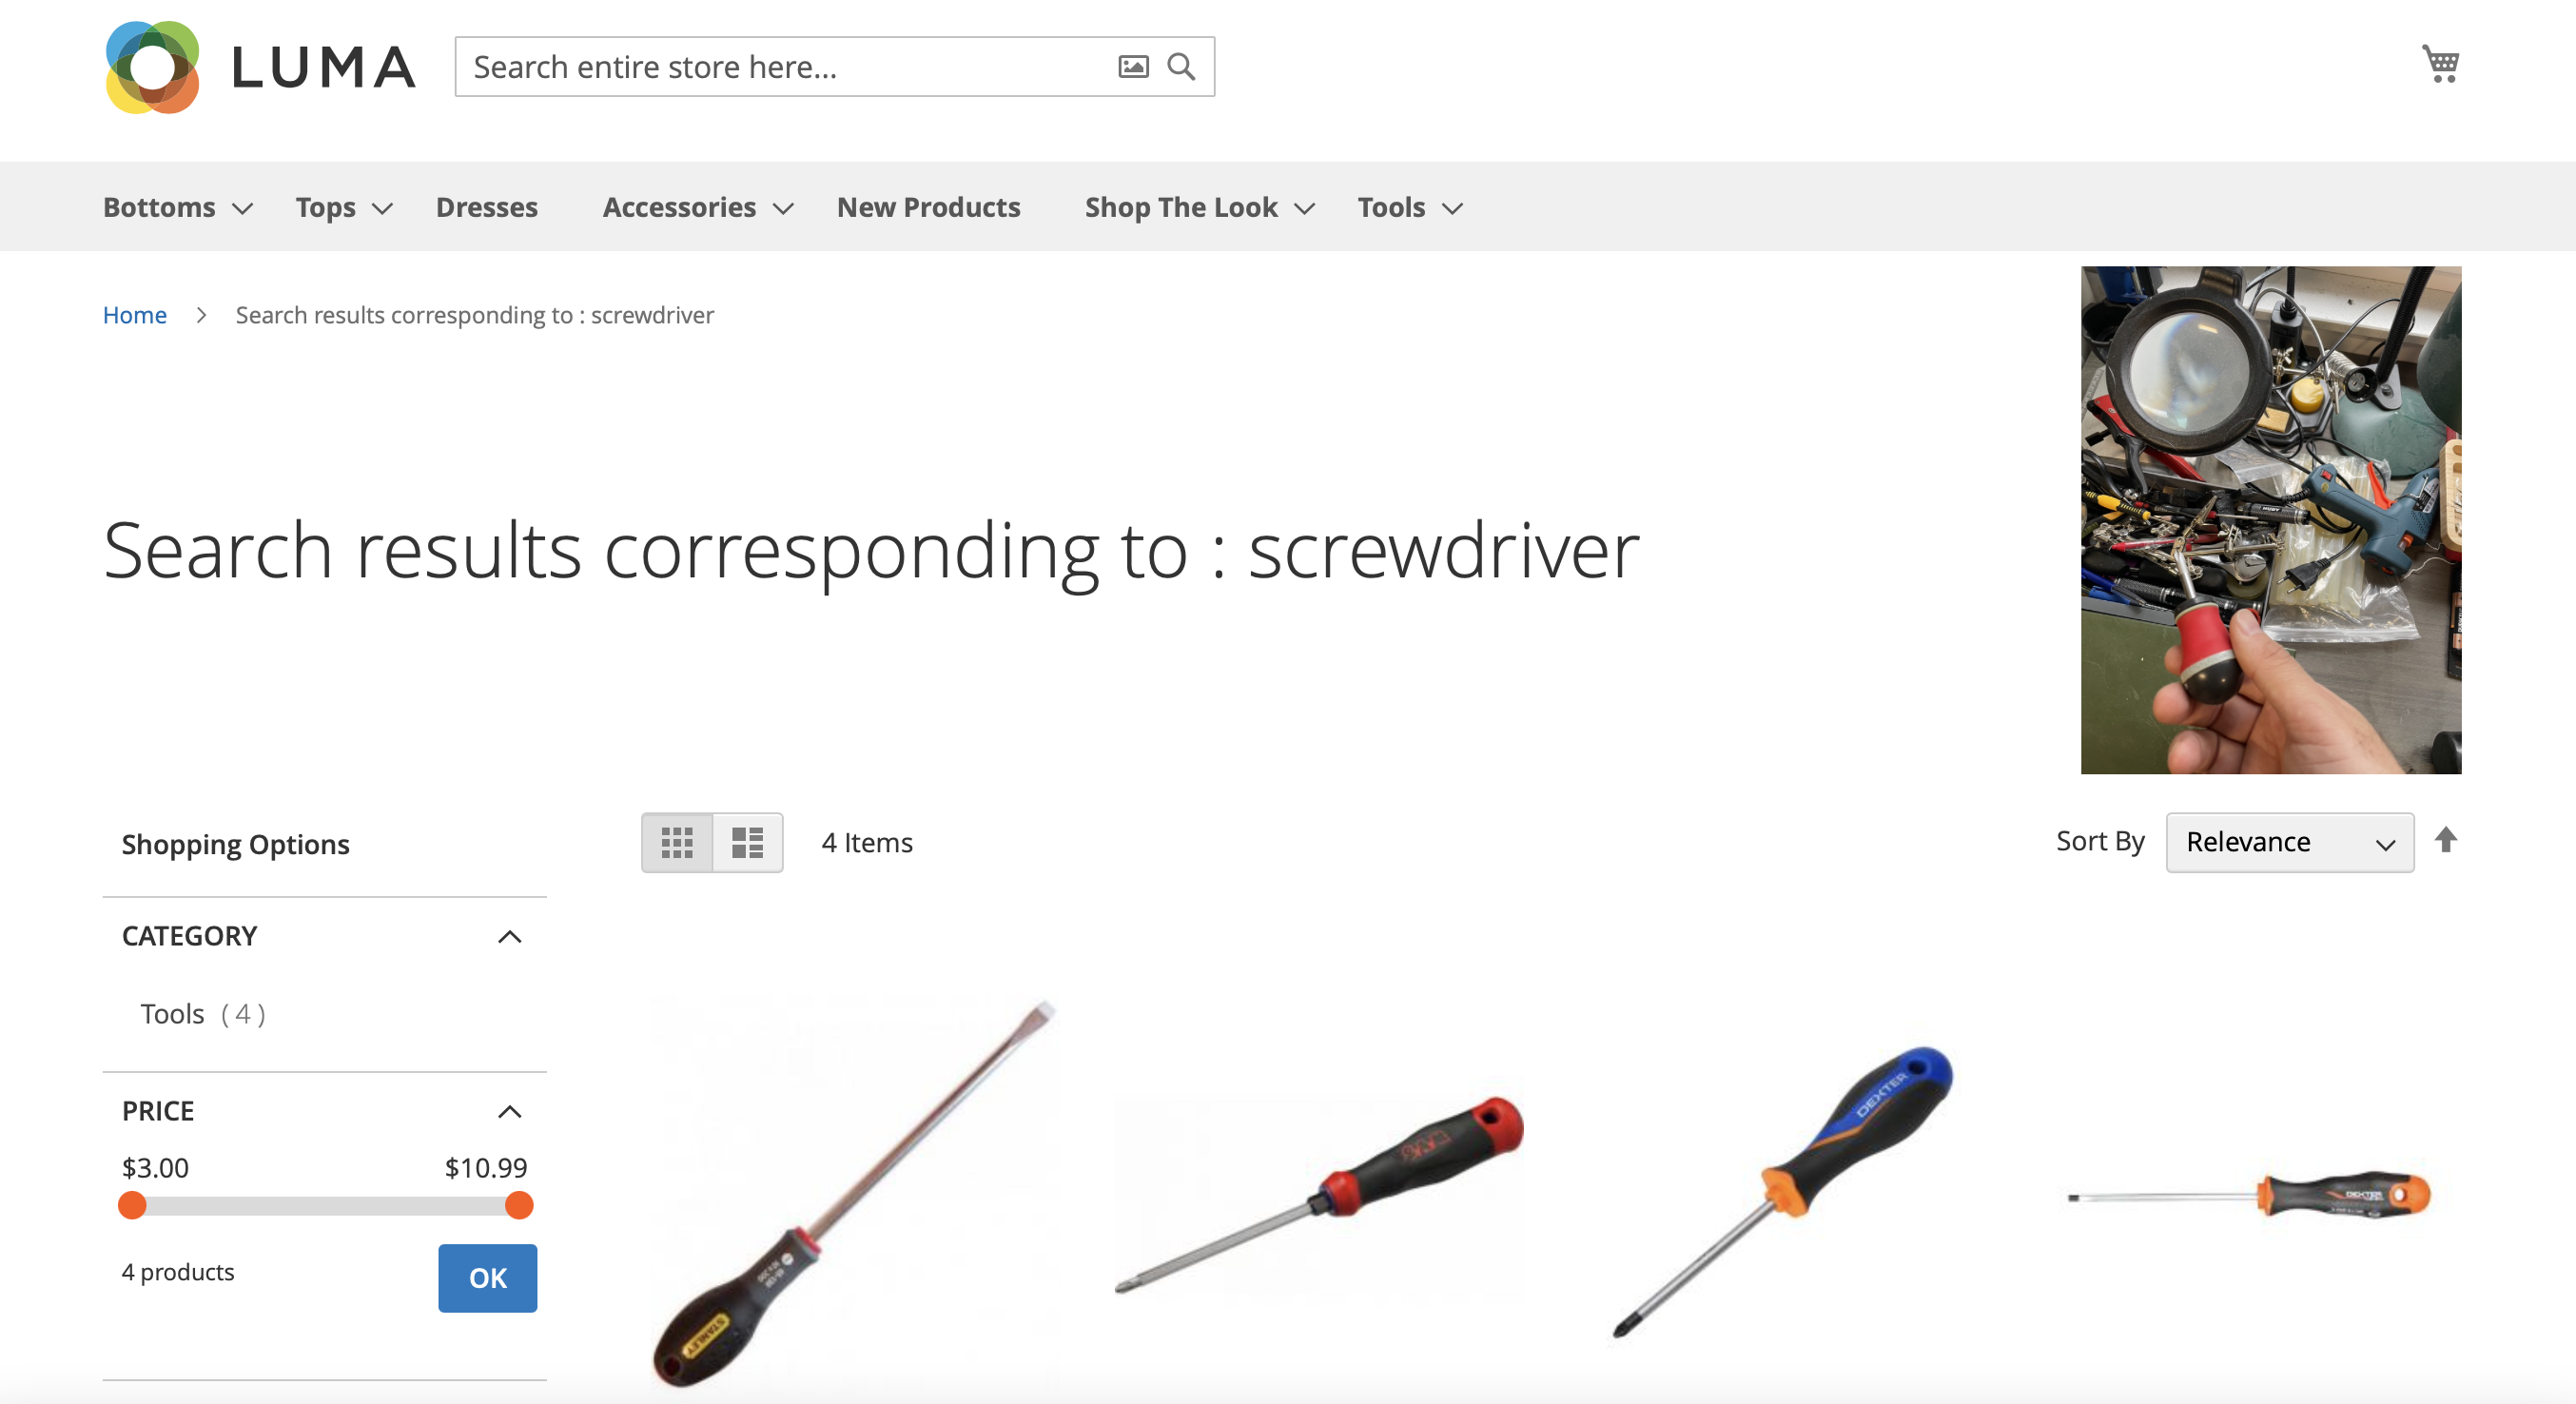 LUMA
Search entire store here...
Bottoms Tops Dresses Accessories New Products Shop The Look Tools
Home > Search results corresponding to : screwdriver
Search results corresponding to : screwdriver
Shopping Options
4 Items
Sort By Relevance
CATEGORY
Tools ( 4 )
PRICE
$3.00 $10.99
4 products
OK
STANLEY
DEXTER
DEXTER